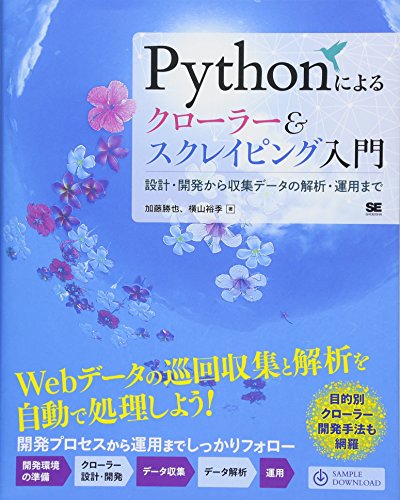 Pythonによる
クローラー&
スクレイピング入門
設計・開発から収集データの解析・運用まで
加藤勝也、横山裕季 著
SE
SHOEISHA
Webデータの巡回収集と解析を
自動で処理しよう!
開発プロセスから運用までしっかりフォロー
目的別
クローラー
開発手法も
網羅
開発環境
の準備
クローラー
設計・開発
データ収集
データ解析
運用
SAMPLE
DOWNLOAD